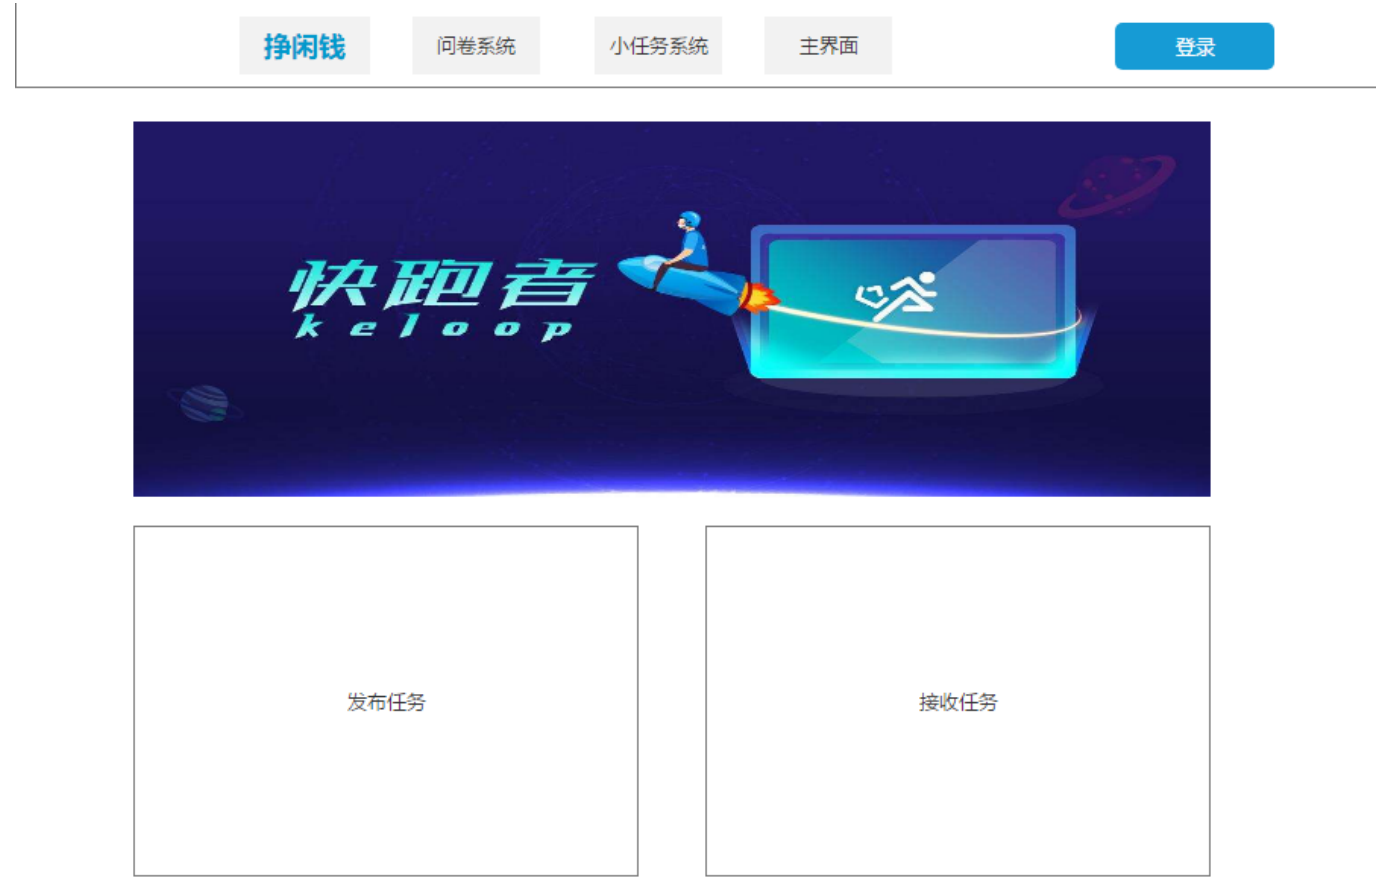 挣闲钱
问卷系统
小任务系统
主界面
登录
快跑者
keloop
发布任务
接收任务